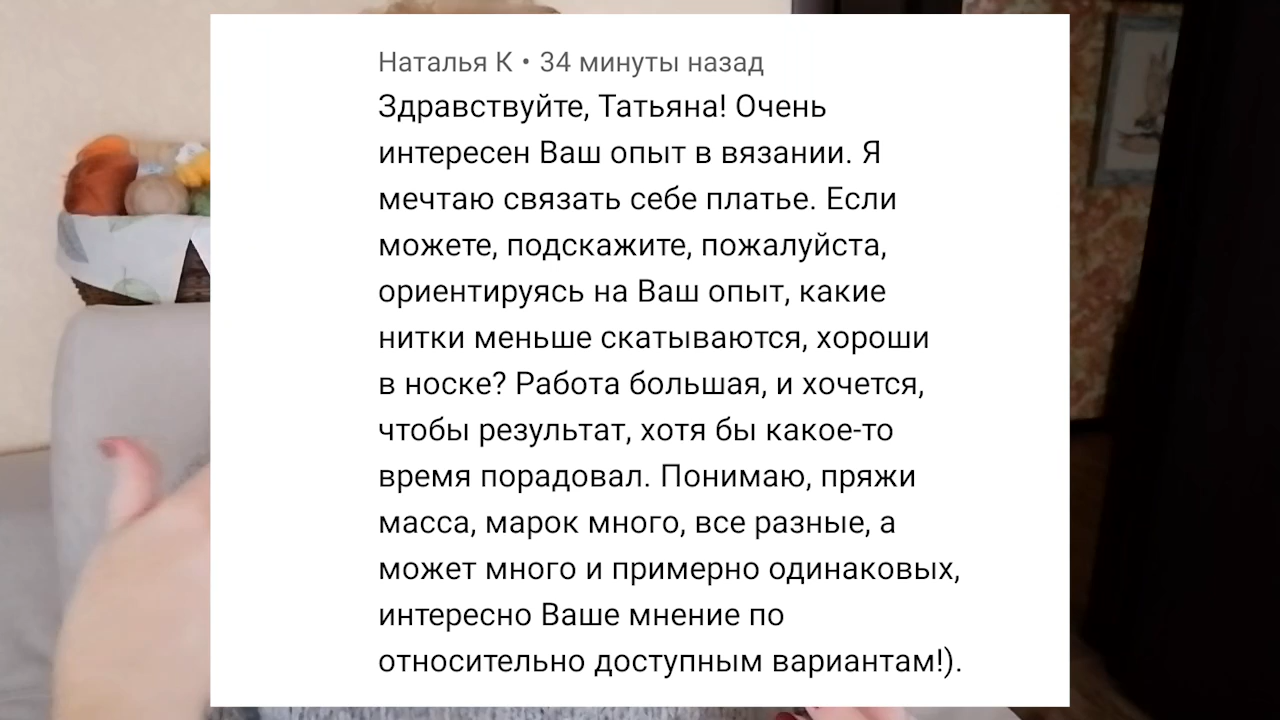 Наталья К • 34 минуты назад
Здравствуйте, Татьяна! Очень
интересен Ваш опыт в вязании. Я
мечтаю связать себе платье. Если
можете, подскажите, пожалуйста,
ориентируясь на Ваш опыт, какие
нитки меньше скатываются, хороши
в носке? Работа большая, и хочется,
чтобы результат, хотя бы какое-то
время порадовал. Понимаю, пряжи
масса, марок много, все разные, а
может много и примерно одинаковых,
интересно Ваше мнение по
относительно доступным вариантам!).